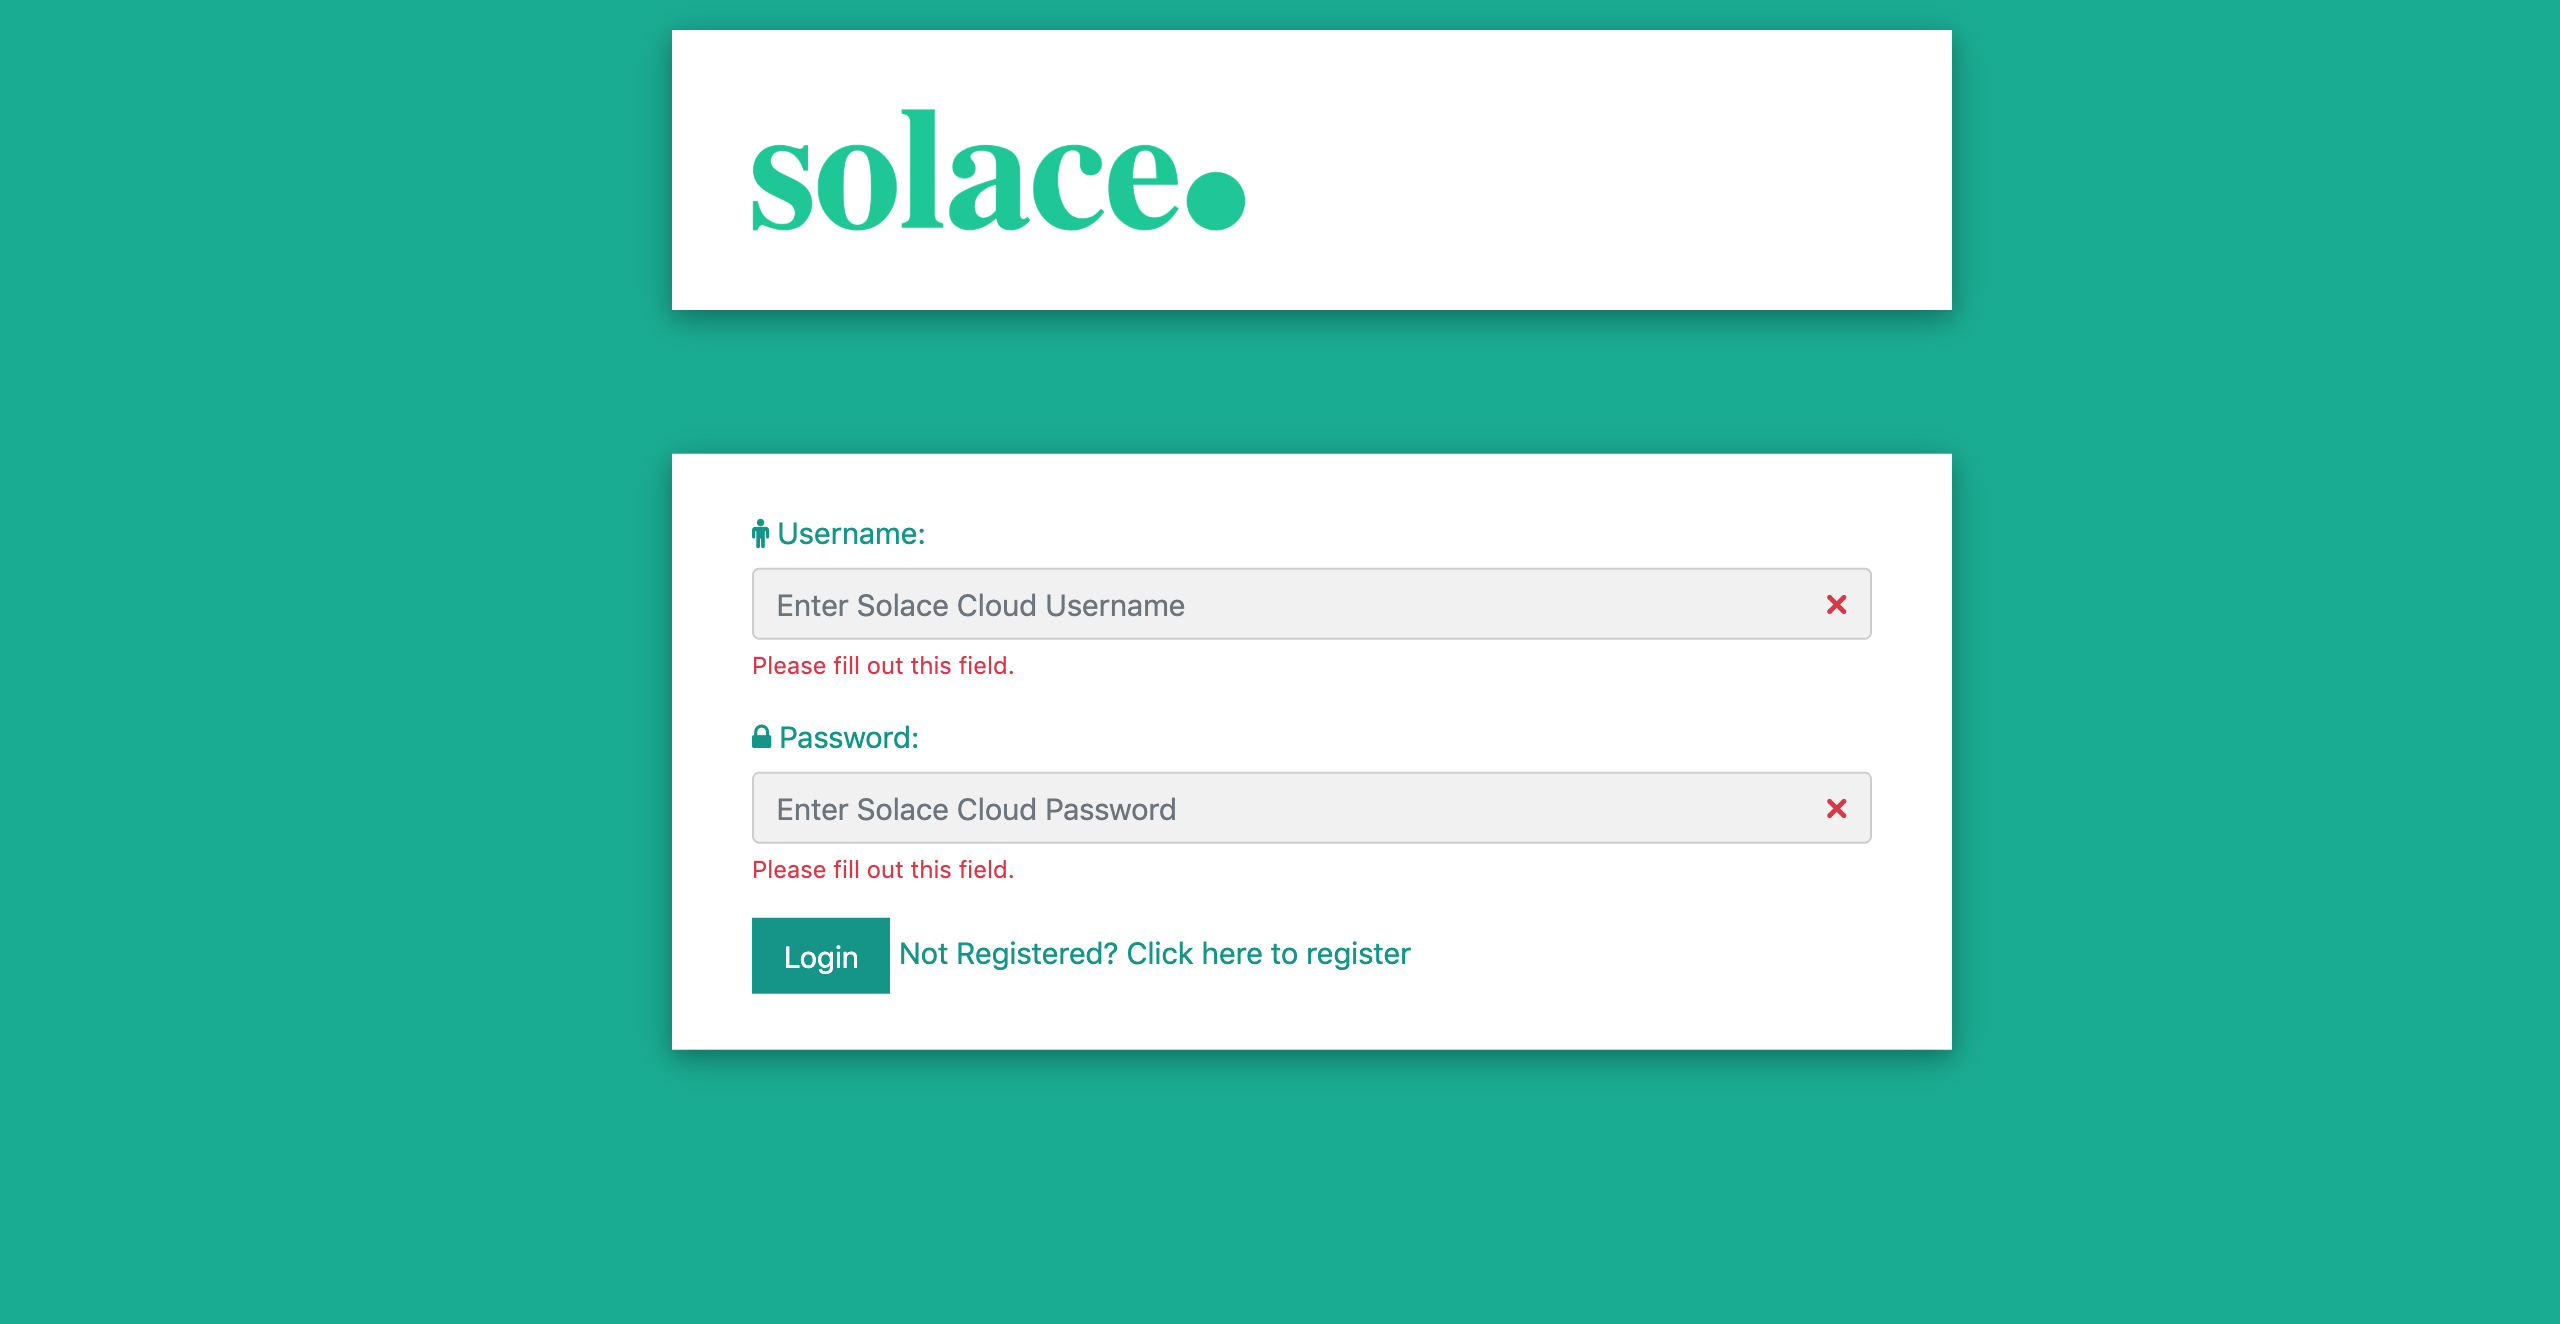 solace.
Username:
Enter Solace Cloud Username
Please fill out this field.
Password:
Enter Solace Cloud Password
Please fill out this field.
Login Not Registered? Click here to register